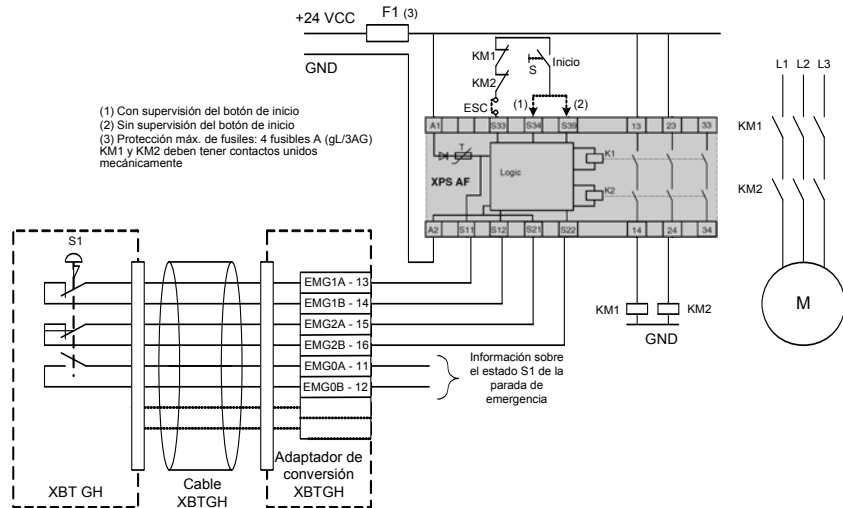 +24 VCC
F1 (3)
GND
KM1
KM2
S
Inicio
ESC
(1)
(2)
L1 L2 L3
(1) Con supervisión del botón de inicio
(2) Sin supervisión del botón de inicio
(3) Protección máx. de fusiles: 4 fusibles A (gL/3AG)
KM1 y KM2 deben tener contactos unidos
mecánicamente
A1 S33 S34 S39 13 23 33
T
XPS AF
Logic
K1
K2
A2 S11 S12 S21 S22 14 24 34
KM1
KM2
M
KM1
KM2
GND
S1
EMG1A - 13
EMG1B - 14
EMG2A - 15
EMG2B - 16
EMG0A - 11
EMG0B - 12
Información sobre
el estado S1 de la
parada de
emergencia
XBT GH
Cable
XBTGH
Adaptador de
conversión
XBTGH